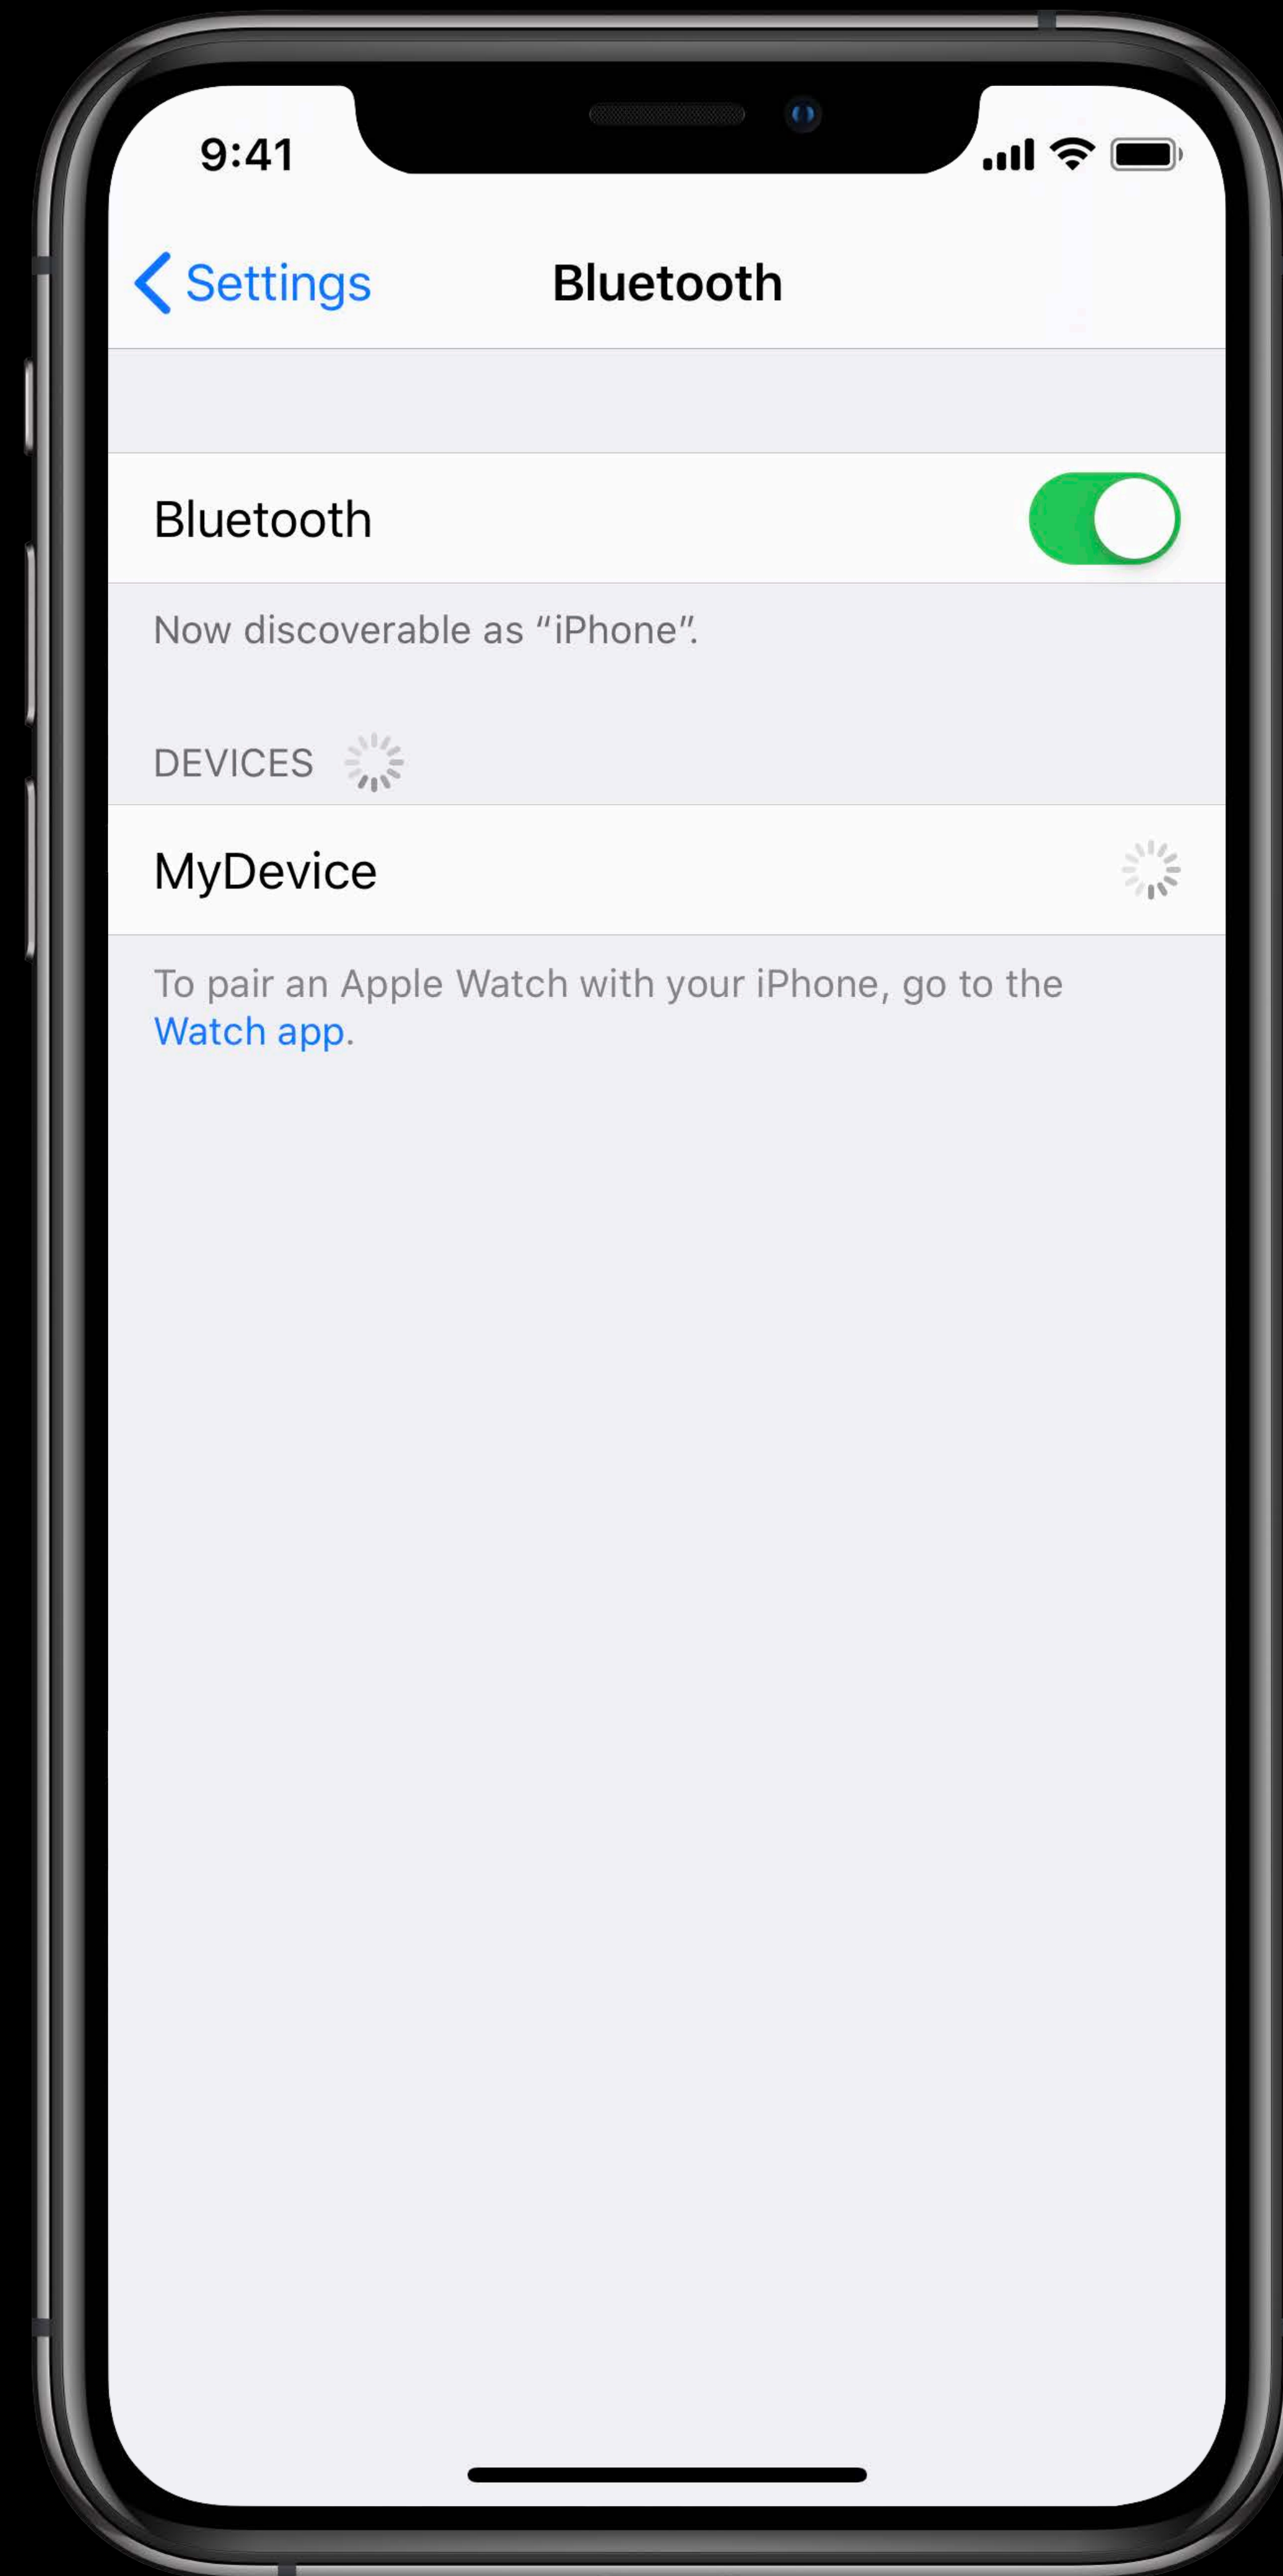 9:41
Settings
Bluetooth
Bluetooth
Now discoverable as “iPhone”.
DEVICES
MyDevice
To pair an Apple Watch with your iPhone, go to the
Watch app.